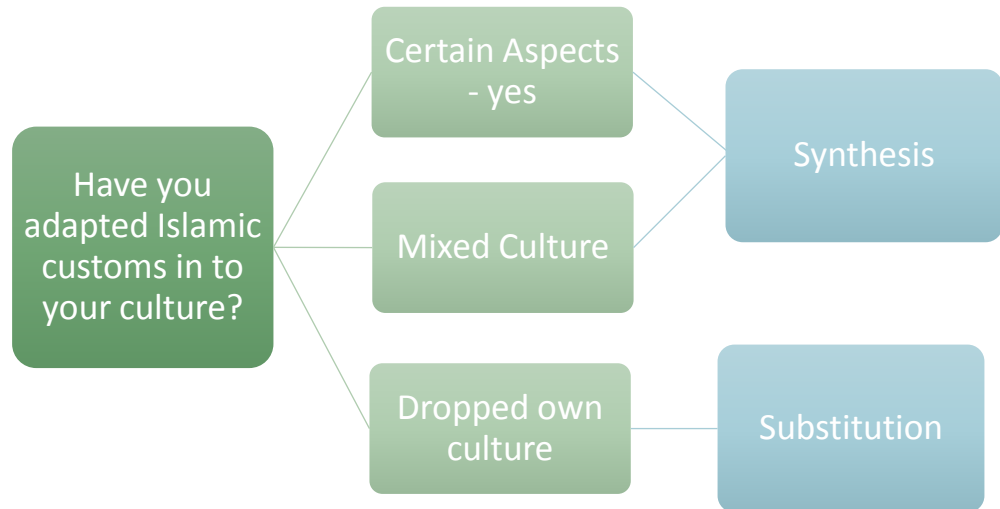 Have you
adapted Islamic
customs in to
your culture?
Certain Aspects
- yes
Mixed Culture
Dropped own
culture
Synthesis
Substitution